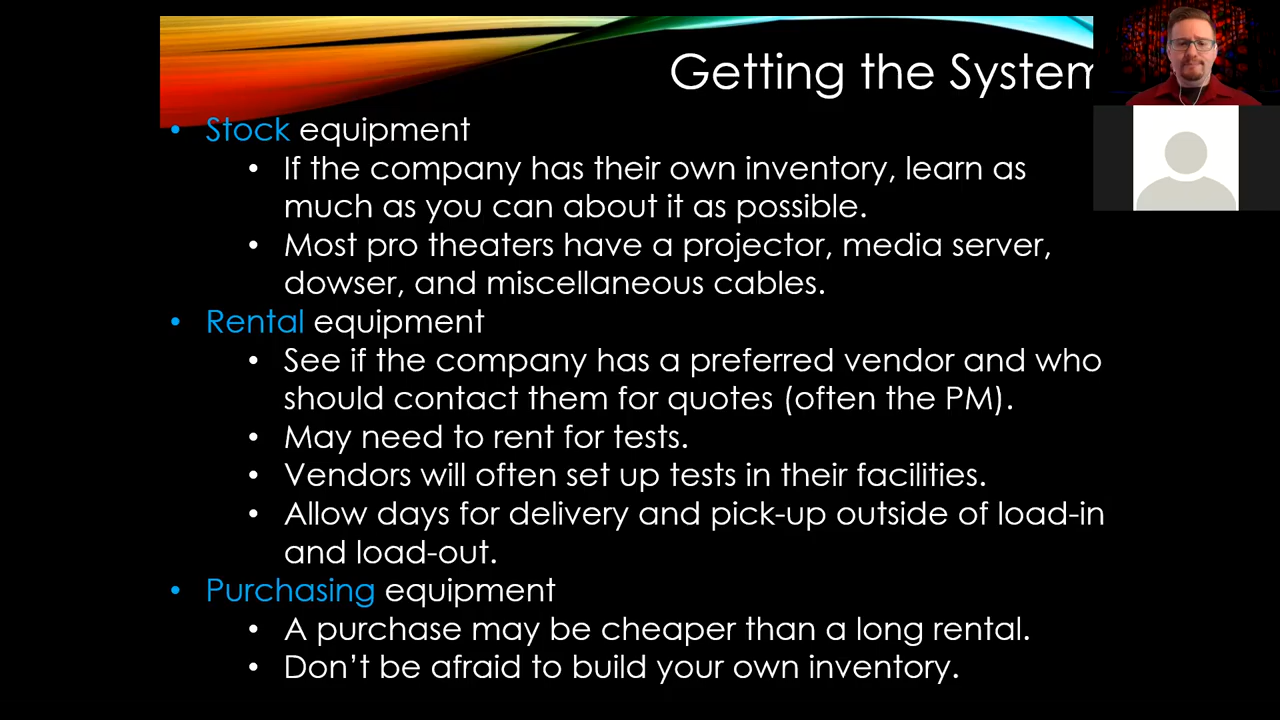 Getting the System
• Stock equipment
• If the company has their own inventory, learn as
much as you can about it as possible.
• Most pro theaters have a projector, media server,
dowser, and miscellaneous cables.
• Rental equipment
• See if the company has a preferred vendor and who
should contact them for quotes (often the PM).
• May need to rent for tests.
• Vendors will often set up tests in their facilities.
• Allow days for delivery and pick-up outside of load-in
and load-out.
• Purchasing equipment
• A purchase may be cheaper than a long rental.
• Don’t be afraid to build your own inventory.